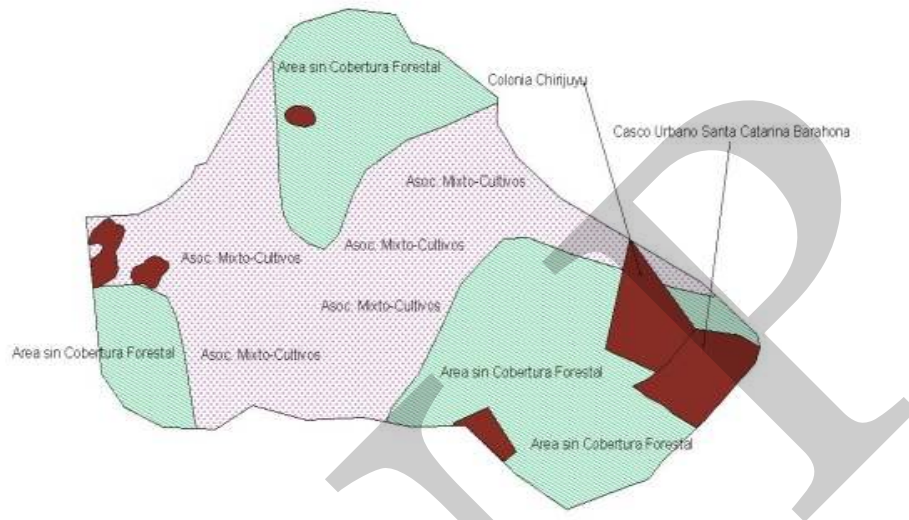 Area sin Cobertura Forestal
Colonia Chirijuyu
Casco Urbano Santa Catarina Barahona
Asoc. Mixto-Cultivos
Asoc. Mixto-Cultivos
Asoc. Mixto-Cultivos
Asoc. Mixto-Cultivos
Area sin Cobertura Forestal
Asoc. Mixto-Cultivos
Area sin Cobertura Forestal
Area sin Cobertura Forestal
P